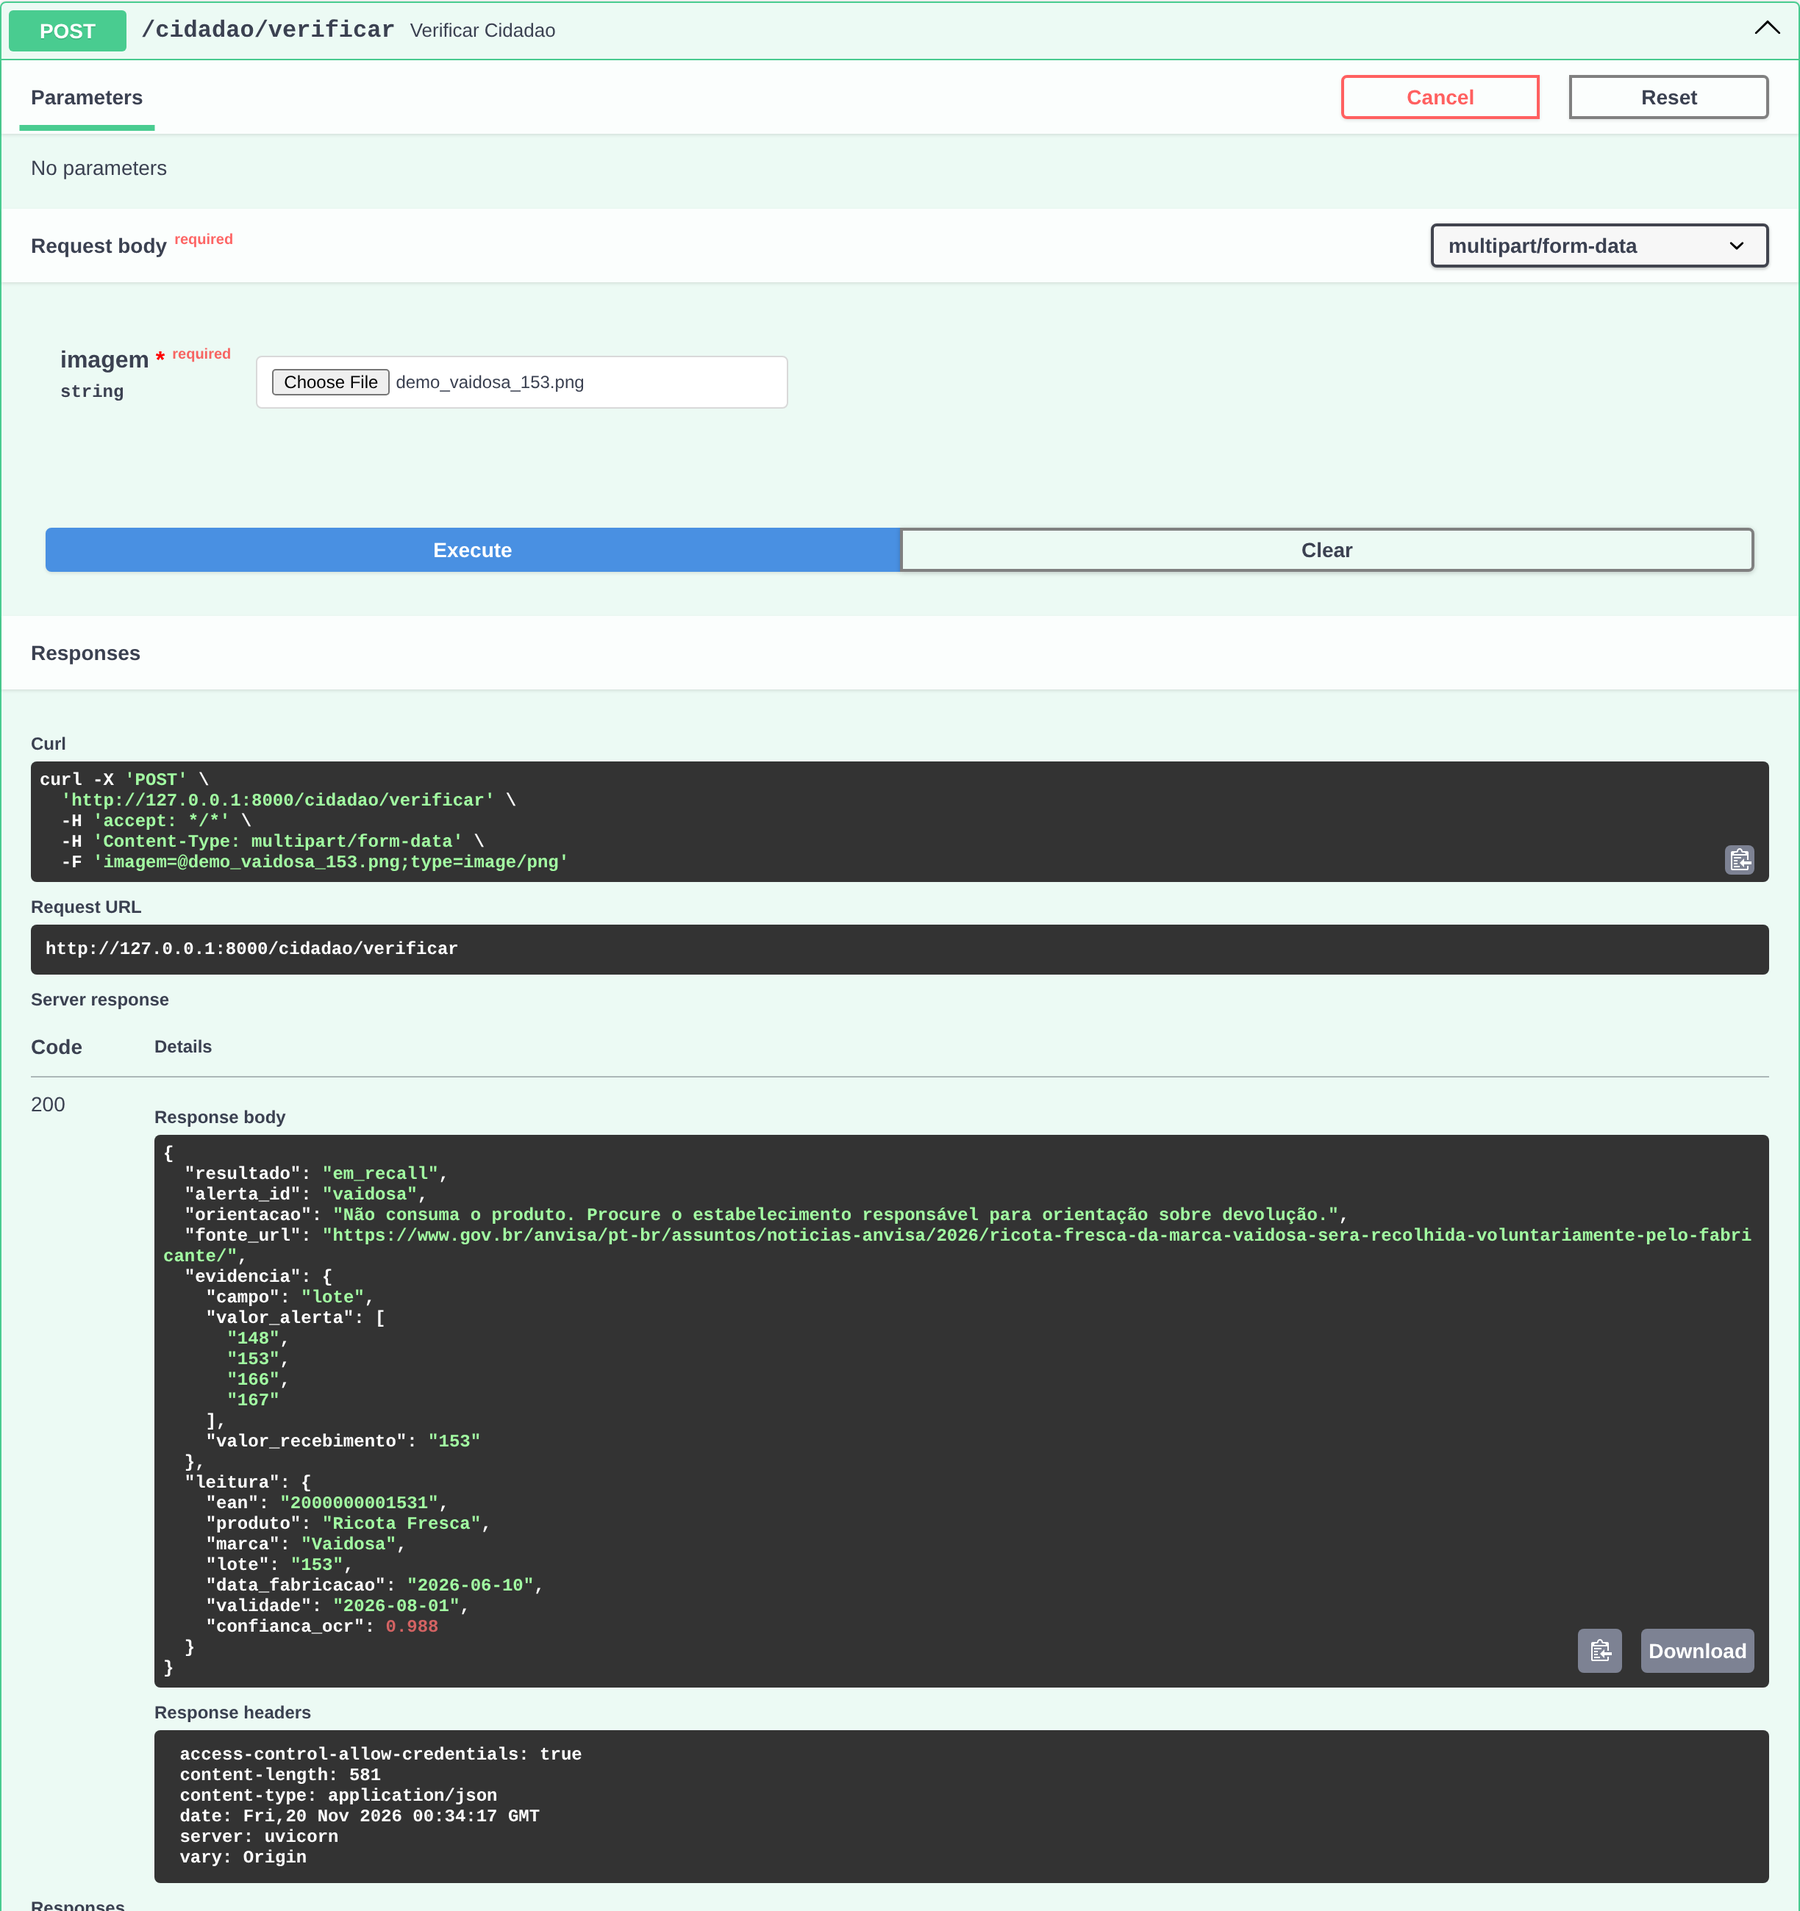 POST /cidadao/verificar Verificar Cidadao
Parameters
Cancel
Reset
No parameters
Request body required
multipart/form-data
imagem * required
string
Choose File demo_vaidosa_153.png
Execute
Clear
Responses
Curl
curl -X 'POST' \
  'http://127.0.0.1:8000/cidadao/verificar' \
  -H 'accept: */*' \
  -H 'Content-Type: multipart/form-data' \
  -F 'imagem=@demo_vaidosa_153.png;type=image/png'
Request URL
http://127.0.0.1:8000/cidadao/verificar
Server response
Code Details
200
Response body
{
  "resultado": "em_recall",
  "alerta_id": "vaidosa",
  "orientacao": "Não consuma o produto. Procure o estabelecimento responsável para orientação sobre devolução.",
  "fonte_url": "https://www.gov.br/anvisa/pt-br/assuntos/noticias-anvisa/2026/ricota-fresca-da-marca-vaidosa-sera-recolhida-voluntariamente-pelo-fabri
cante/",
  "evidencia": {
    "campo": "lote",
    "valor_alerta": [
      "148",
      "153",
      "166",
      "167"
    ],
    "valor_recebimento": "153"
  },
  "leitura": {
    "ean": "2000000001531",
    "produto": "Ricota Fresca",
    "marca": "Vaidosa",
    "lote": "153",
    "data_fabricacao": "2026-06-10",
    "validade": "2026-08-01",
    "confianca_ocr": 0.988
  }
}
Download
Response headers
access-control-allow-credentials: true
content-length: 581
content-type: application/json
date: Fri,20 Nov 2026 00:34:17 GMT
server: uvicorn
vary: Origin
Responses